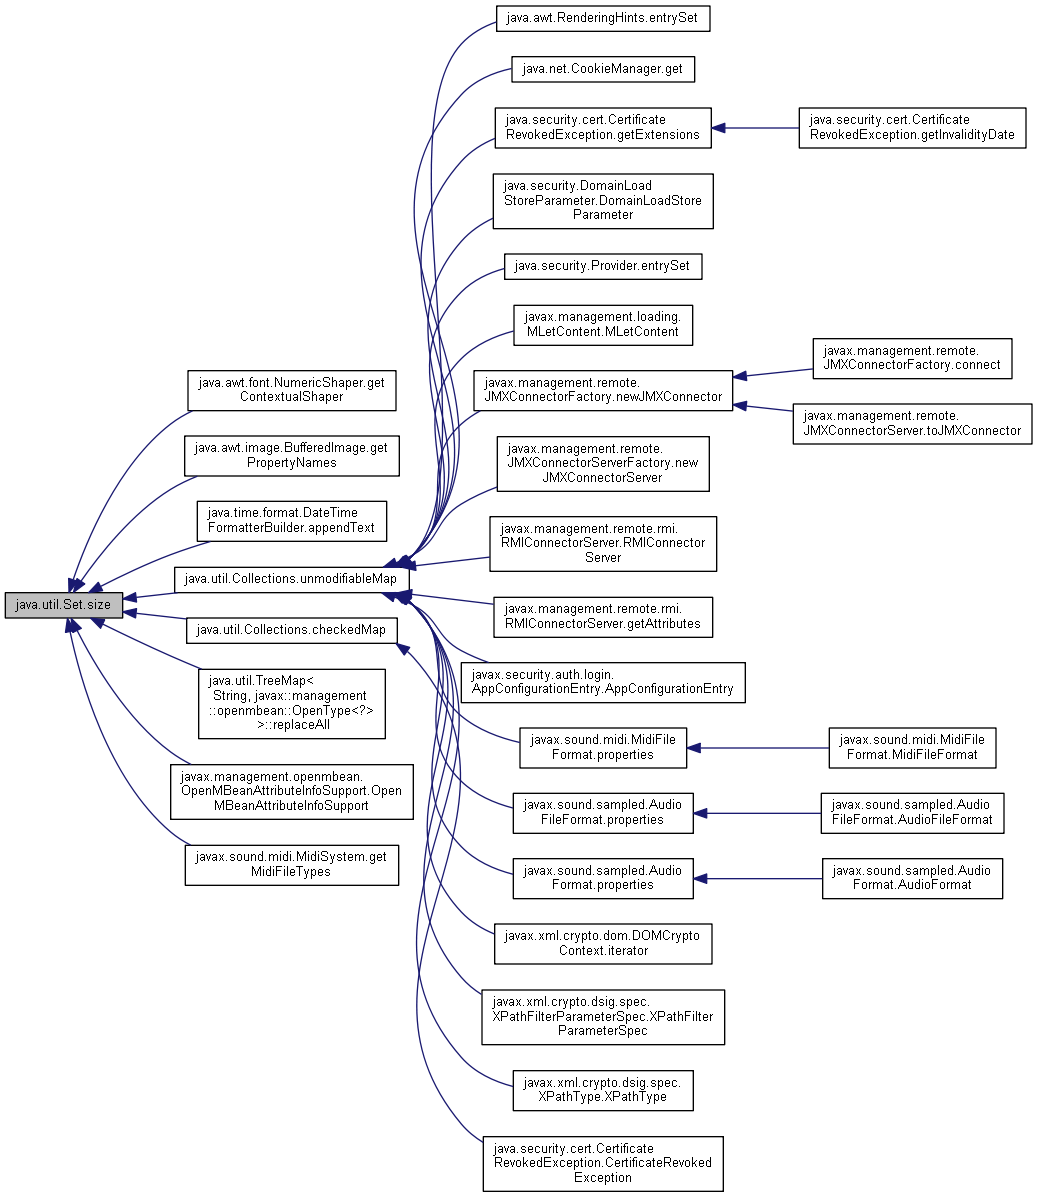 java.util.Set.size
java.awt.font.NumericShaper.get
ContextualShaper
java.awt.image.BufferedImage.get
PropertyNames
java.time.format.DateTime
FormatterBuilder.appendText
java.util.Collections.unmodifiableMap
java.util.Collections.checkedMap
java.util.TreeMap<
String, javax::management
::openmbean::OpenType<?>
>::replaceAll
javax.management.openmbean.
OpenMBeanAttributeInfoSupport.Open
MBeanAttributeInfoSupport
javax.sound.midi.MidiSystem.get
MidiFileTypes
java.awt.RenderingHints.entrySet
java.net.CookieManager.get
java.security.cert.Certificate
RevokedException.getExtensions
java.security.cert.Certificate
RevokedException.getInvalidityDate
java.security.DomainLoad
StoreParameter.DomainLoadStore
Parameter
java.security.Provider.entrySet
javax.management.loading.
MLetContent.MLetContent
javax.management.remote.
JMXConnectorFactory.newJMXConnector
javax.management.remote.
JMXConnectorFactory.connect
javax.management.remote.
JMXConnectorServer.toJMXConnector
javax.management.remote.
JMXConnectorServerFactory.new
JMXConnectorServer
javax.management.remote.rmi.
RMIConnectorServer.RMIConnector
Server
javax.management.remote.rmi.
RMIConnectorServer.getAttributes
javax.security.auth.login.
AppConfigurationEntry.AppConfigurationEntry
javax.sound.midi.MidiFile
Format.properties
javax.sound.midi.MidiFile
Format.MidiFileFormat
javax.sound.sampled.Audio
FileFormat.properties
javax.sound.sampled.Audio
FileFormat.AudioFileFormat
javax.sound.sampled.Audio
Format.properties
javax.sound.sampled.Audio
Format.AudioFormat
javax.xml.crypto.dom.DOMCrypto
Context.iterator
javax.xml.crypto.dsig.spec.
XPathFilterParameterSpec.XPathFilter
ParameterSpec
javax.xml.crypto.dsig.spec.
XPathType.XPathType
java.security.cert.Certificate
RevokedException.CertificateRevoked
Exception